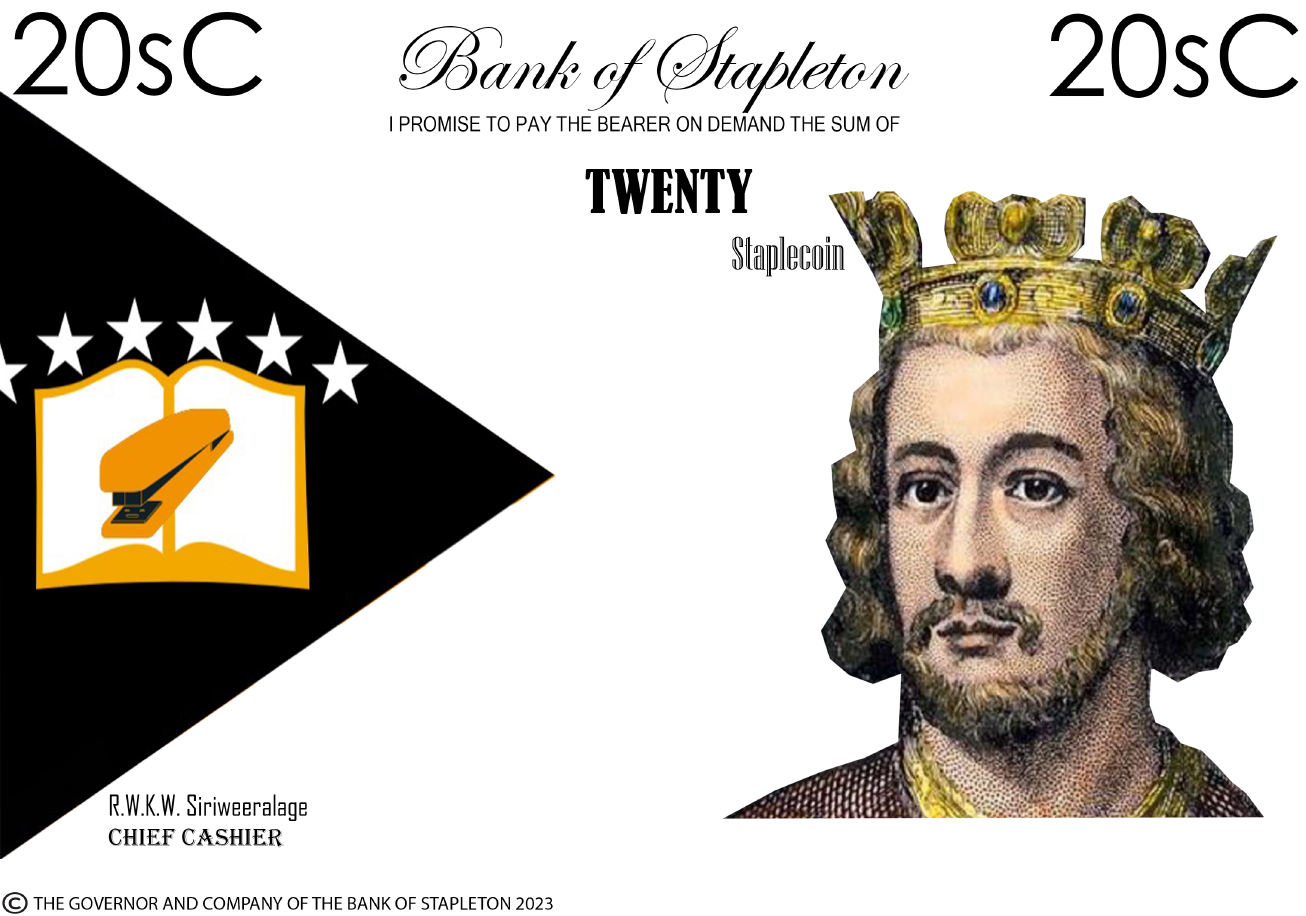 20sC
Bank of Stapleton
20sC
I PROMISE TO PAY THE BEARER ON DEMAND THE SUM OF
TWENTY
Staplecoin
R.W.K.W. Siriweeralage
CHIEF CASHIER
© THE GOVERNOR AND COMPANY OF THE BANK OF STAPLETON 2023